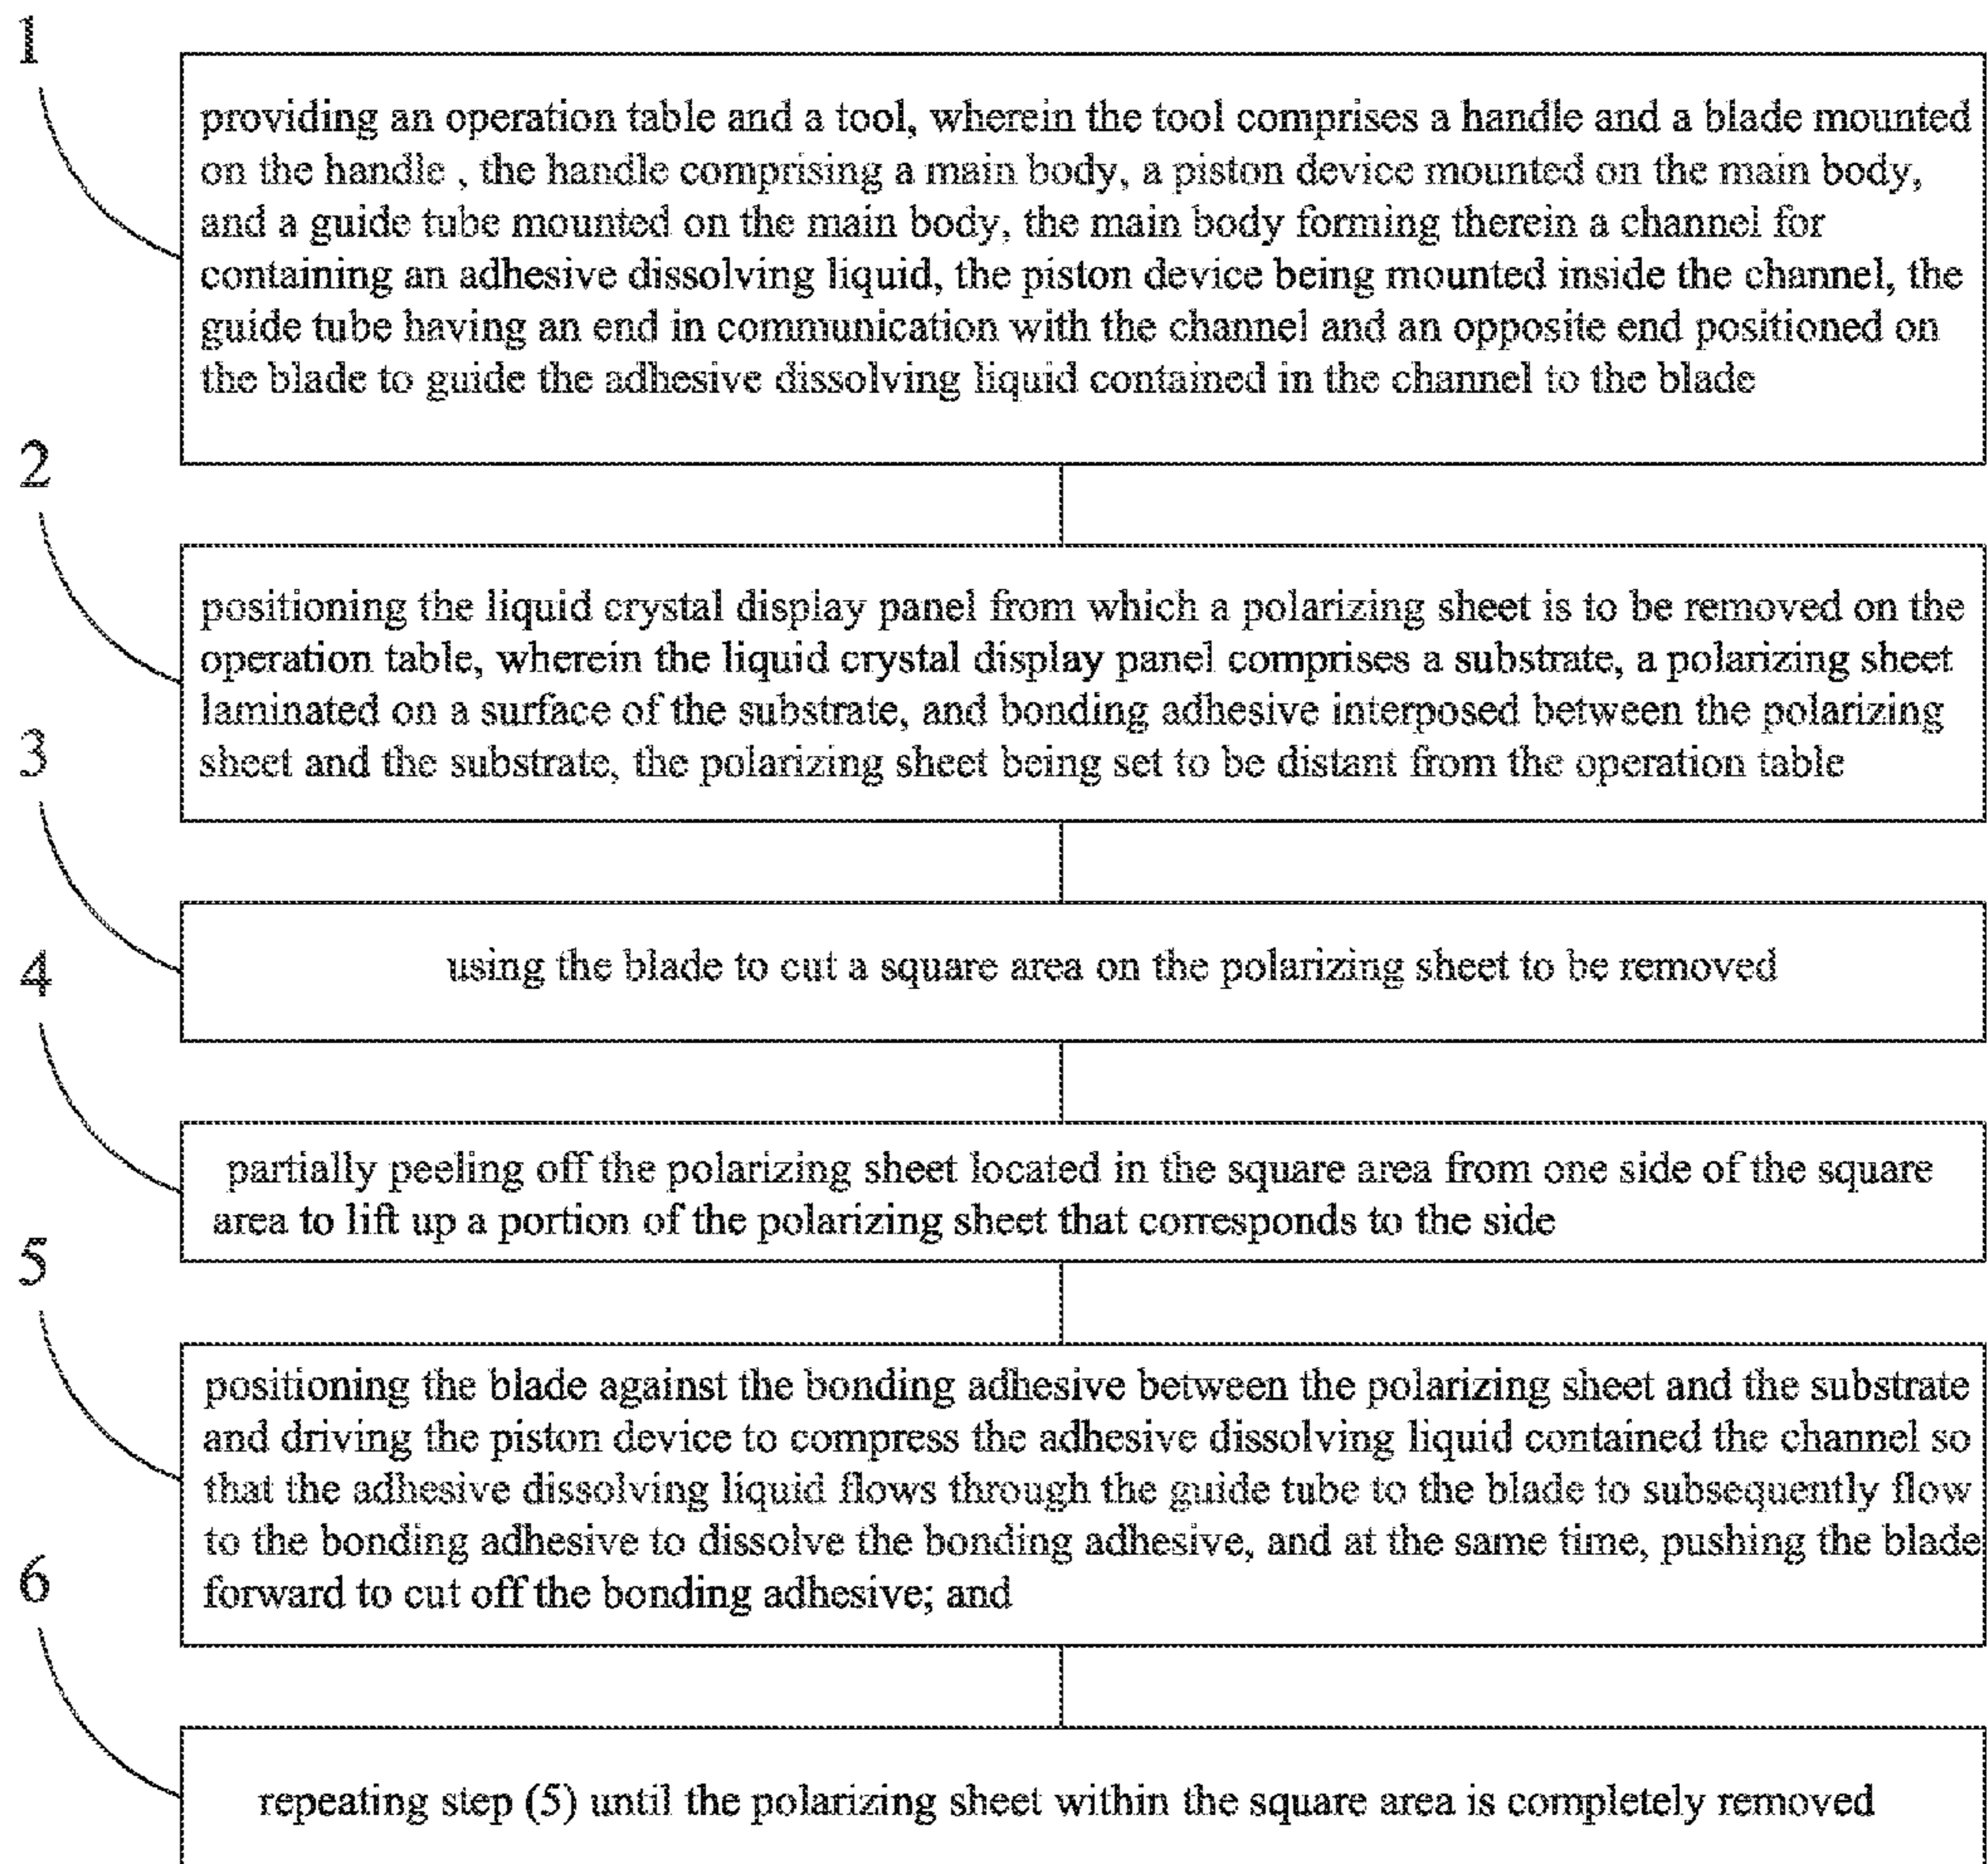 1
providing an operation table and a tool, wherein the tool comprises a handle and a blade mounted
on the handle , the handle comprising a main body, a piston device mounted on the main body,
and a guide tube mounted on the main body, the main body forming therein a channel for
containing an adhesive dissolving liquid, the piston device being mounted inside the channel, the
guide tube having an end in communication with the channel and an opposite end positioned on
the blade to guide the adhesive dissolving liquid contained in the channel to the blade
2
positioning the liquid crystal display panel from which a polarizing sheet is to be removed on the
operation table, wherein the liquid crystal display panel comprises a substrate, a polarizing sheet
laminated on a surface of the substrate, and bonding adhesive interposed between the polarizing
sheet and the substrate, the polarizing sheet being set to be distant from the operation table
3
using the blade to cut a square area on the polarizing sheet to be removed
4
partially peeling off the polarizing sheet located in the square area from one side of the square
area to lift up a portion of the polarizing sheet that corresponds to the side
5
positioning the blade against the bonding adhesive between the polarizing sheet and the substrate
and driving the piston device to compress the adhesive dissolving liquid contained the channel so
that the adhesive dissolving liquid flows through the guide tube to the blade to subsequently flow
to the bonding adhesive to dissolve the bonding adhesive, and at the same time, pushing the blade
forward to cut off the bonding adhesive; and
6
repeating step (5) until the polarizing sheet within the square area is completely removed